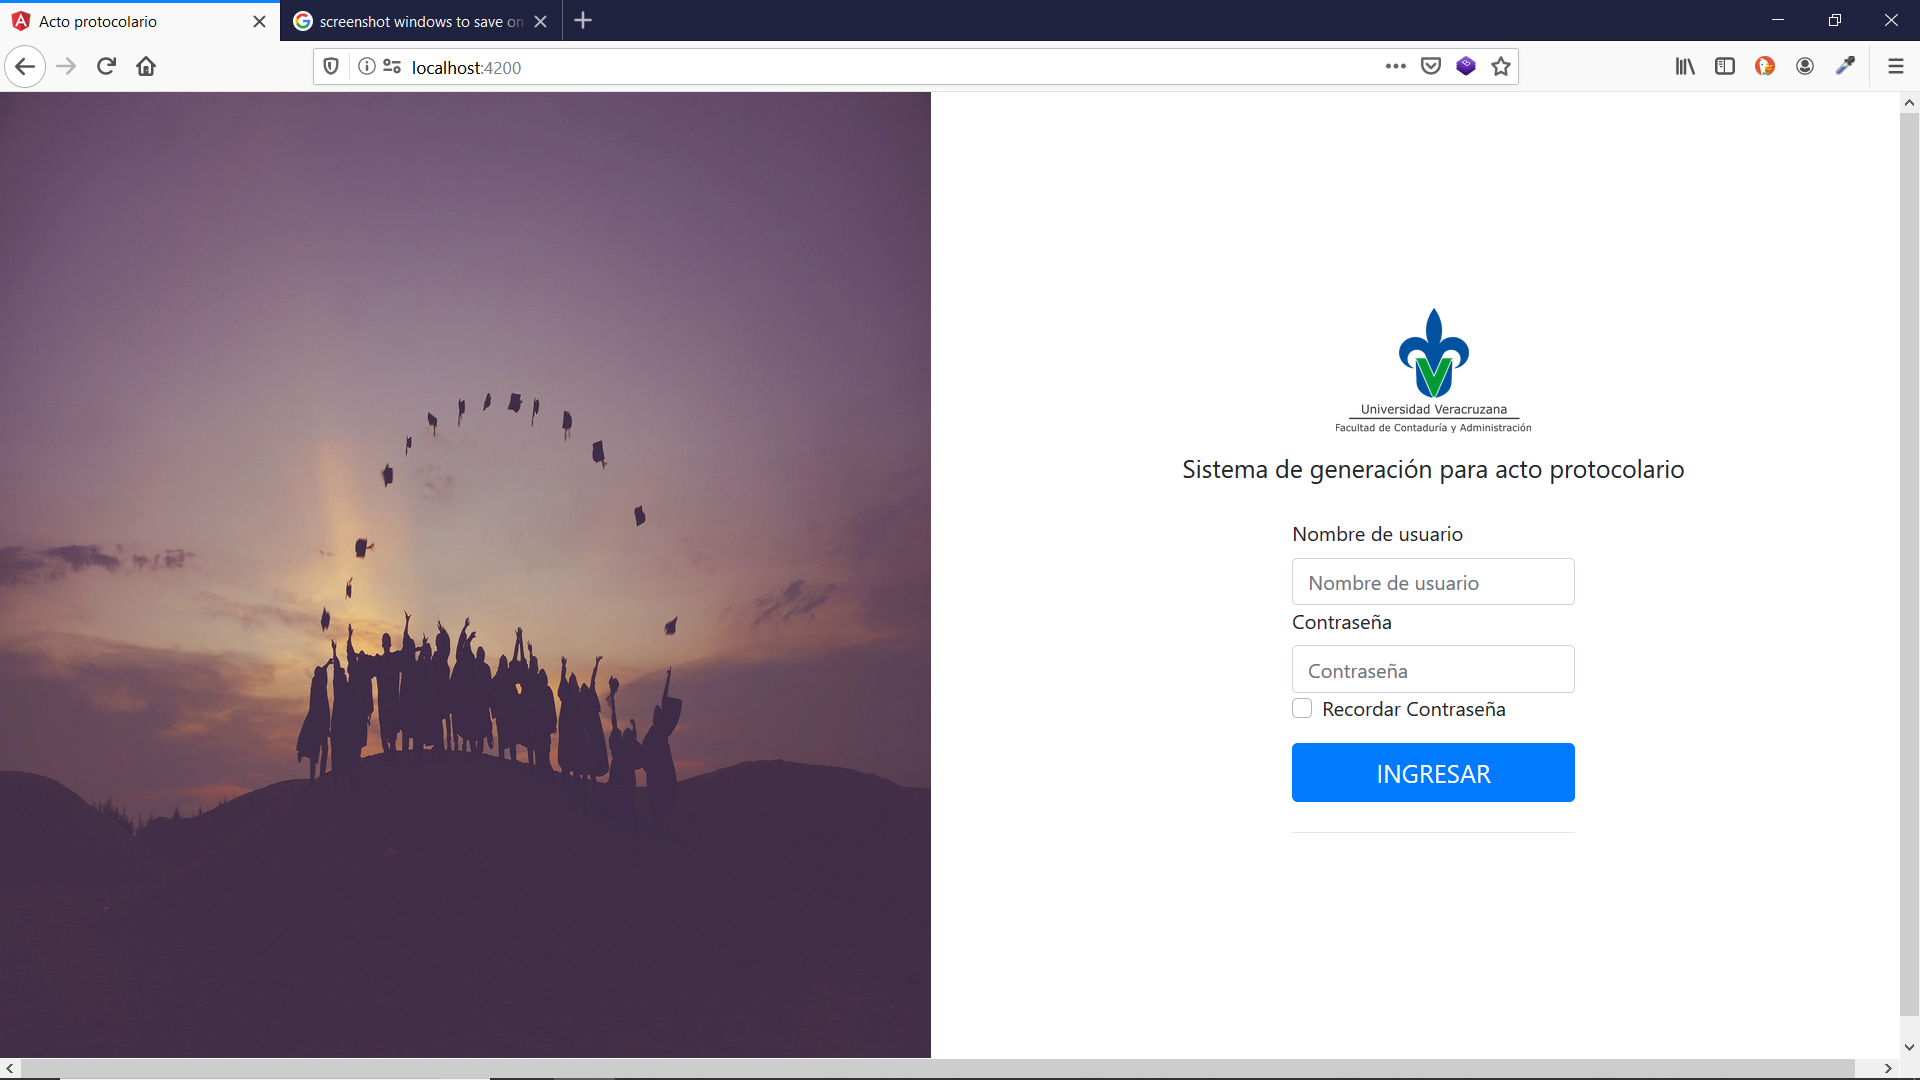 Acto protocolario
screenshot windows to save on
localhost:4200
Universidad Veracruzana
Facultad de Contaduría y Administración
Sistema de generación para acto protocolario
Nombre de usuario
Nombre de usuario
Contraseña
Contraseña
Recordar Contraseña
INGRESAR